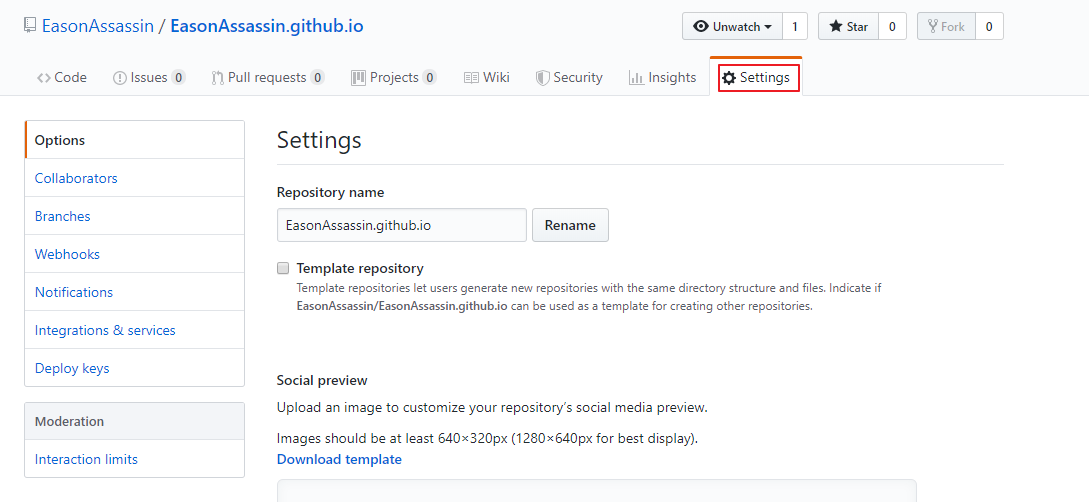 EasonAssassin / EasonAssassin.github.io
Unwatch 1
Star 0
Fork 0
Code
Issues 0
Pull requests 0
Projects 0
Wiki
Security
Insights
Settings
Options
Collaborators
Branches
Webhooks
Notifications
Integrations & services
Deploy keys
Moderation
Interaction limits
Settings
Repository name
EasonAssassin.github.io
Rename
Template repository
Template repositories let users generate new repositories with the same directory structure and files. Indicate if
EasonAssassin/EasonAssassin.github.io can be used as a template for creating other repositories.
Social preview
Upload an image to customize your repository’s social media preview.
Images should be at least 640×320px (1280×640px for best display).
Download template